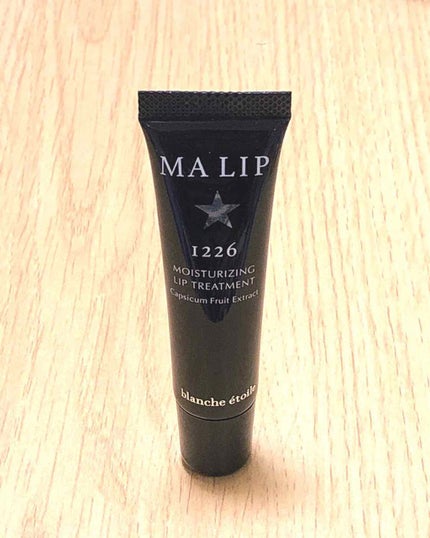 MA LIP
1226
MOISTURIZING
LIP TREATMENT
Capsicum Fruit Extract
blanche étoile